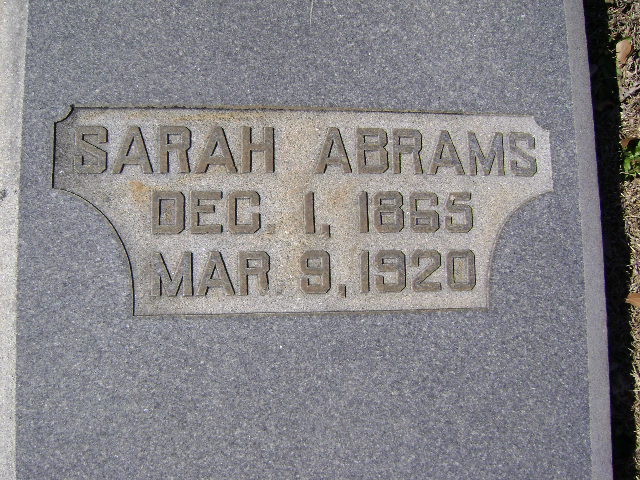 SARAH ABRAMS
DEC. 1, 1865
MAR. 9, 1920